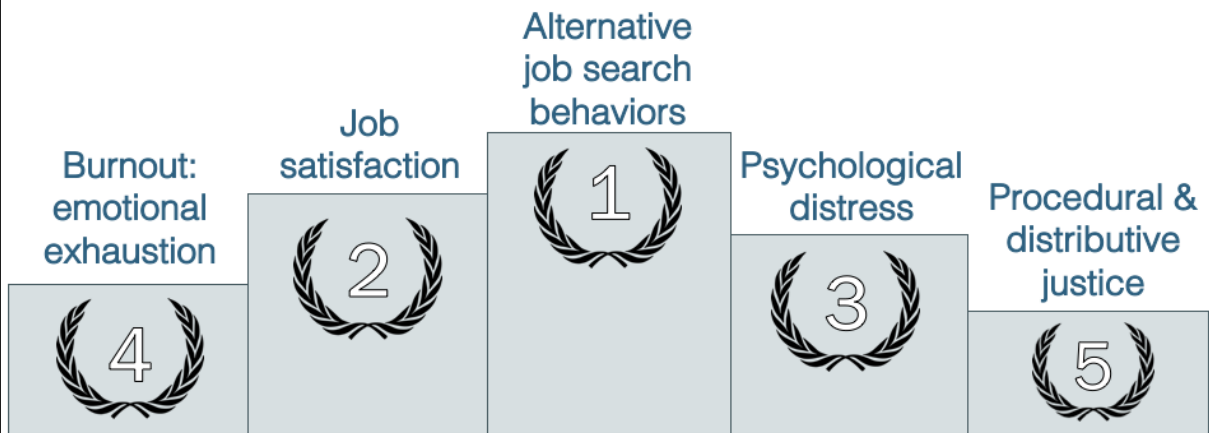 Burnout:
emotional
exhaustion
4
Job
satisfaction
2
Alternative
job search
behaviors
1
Psychological
distress
3
Procedural &
distributive
justice
5